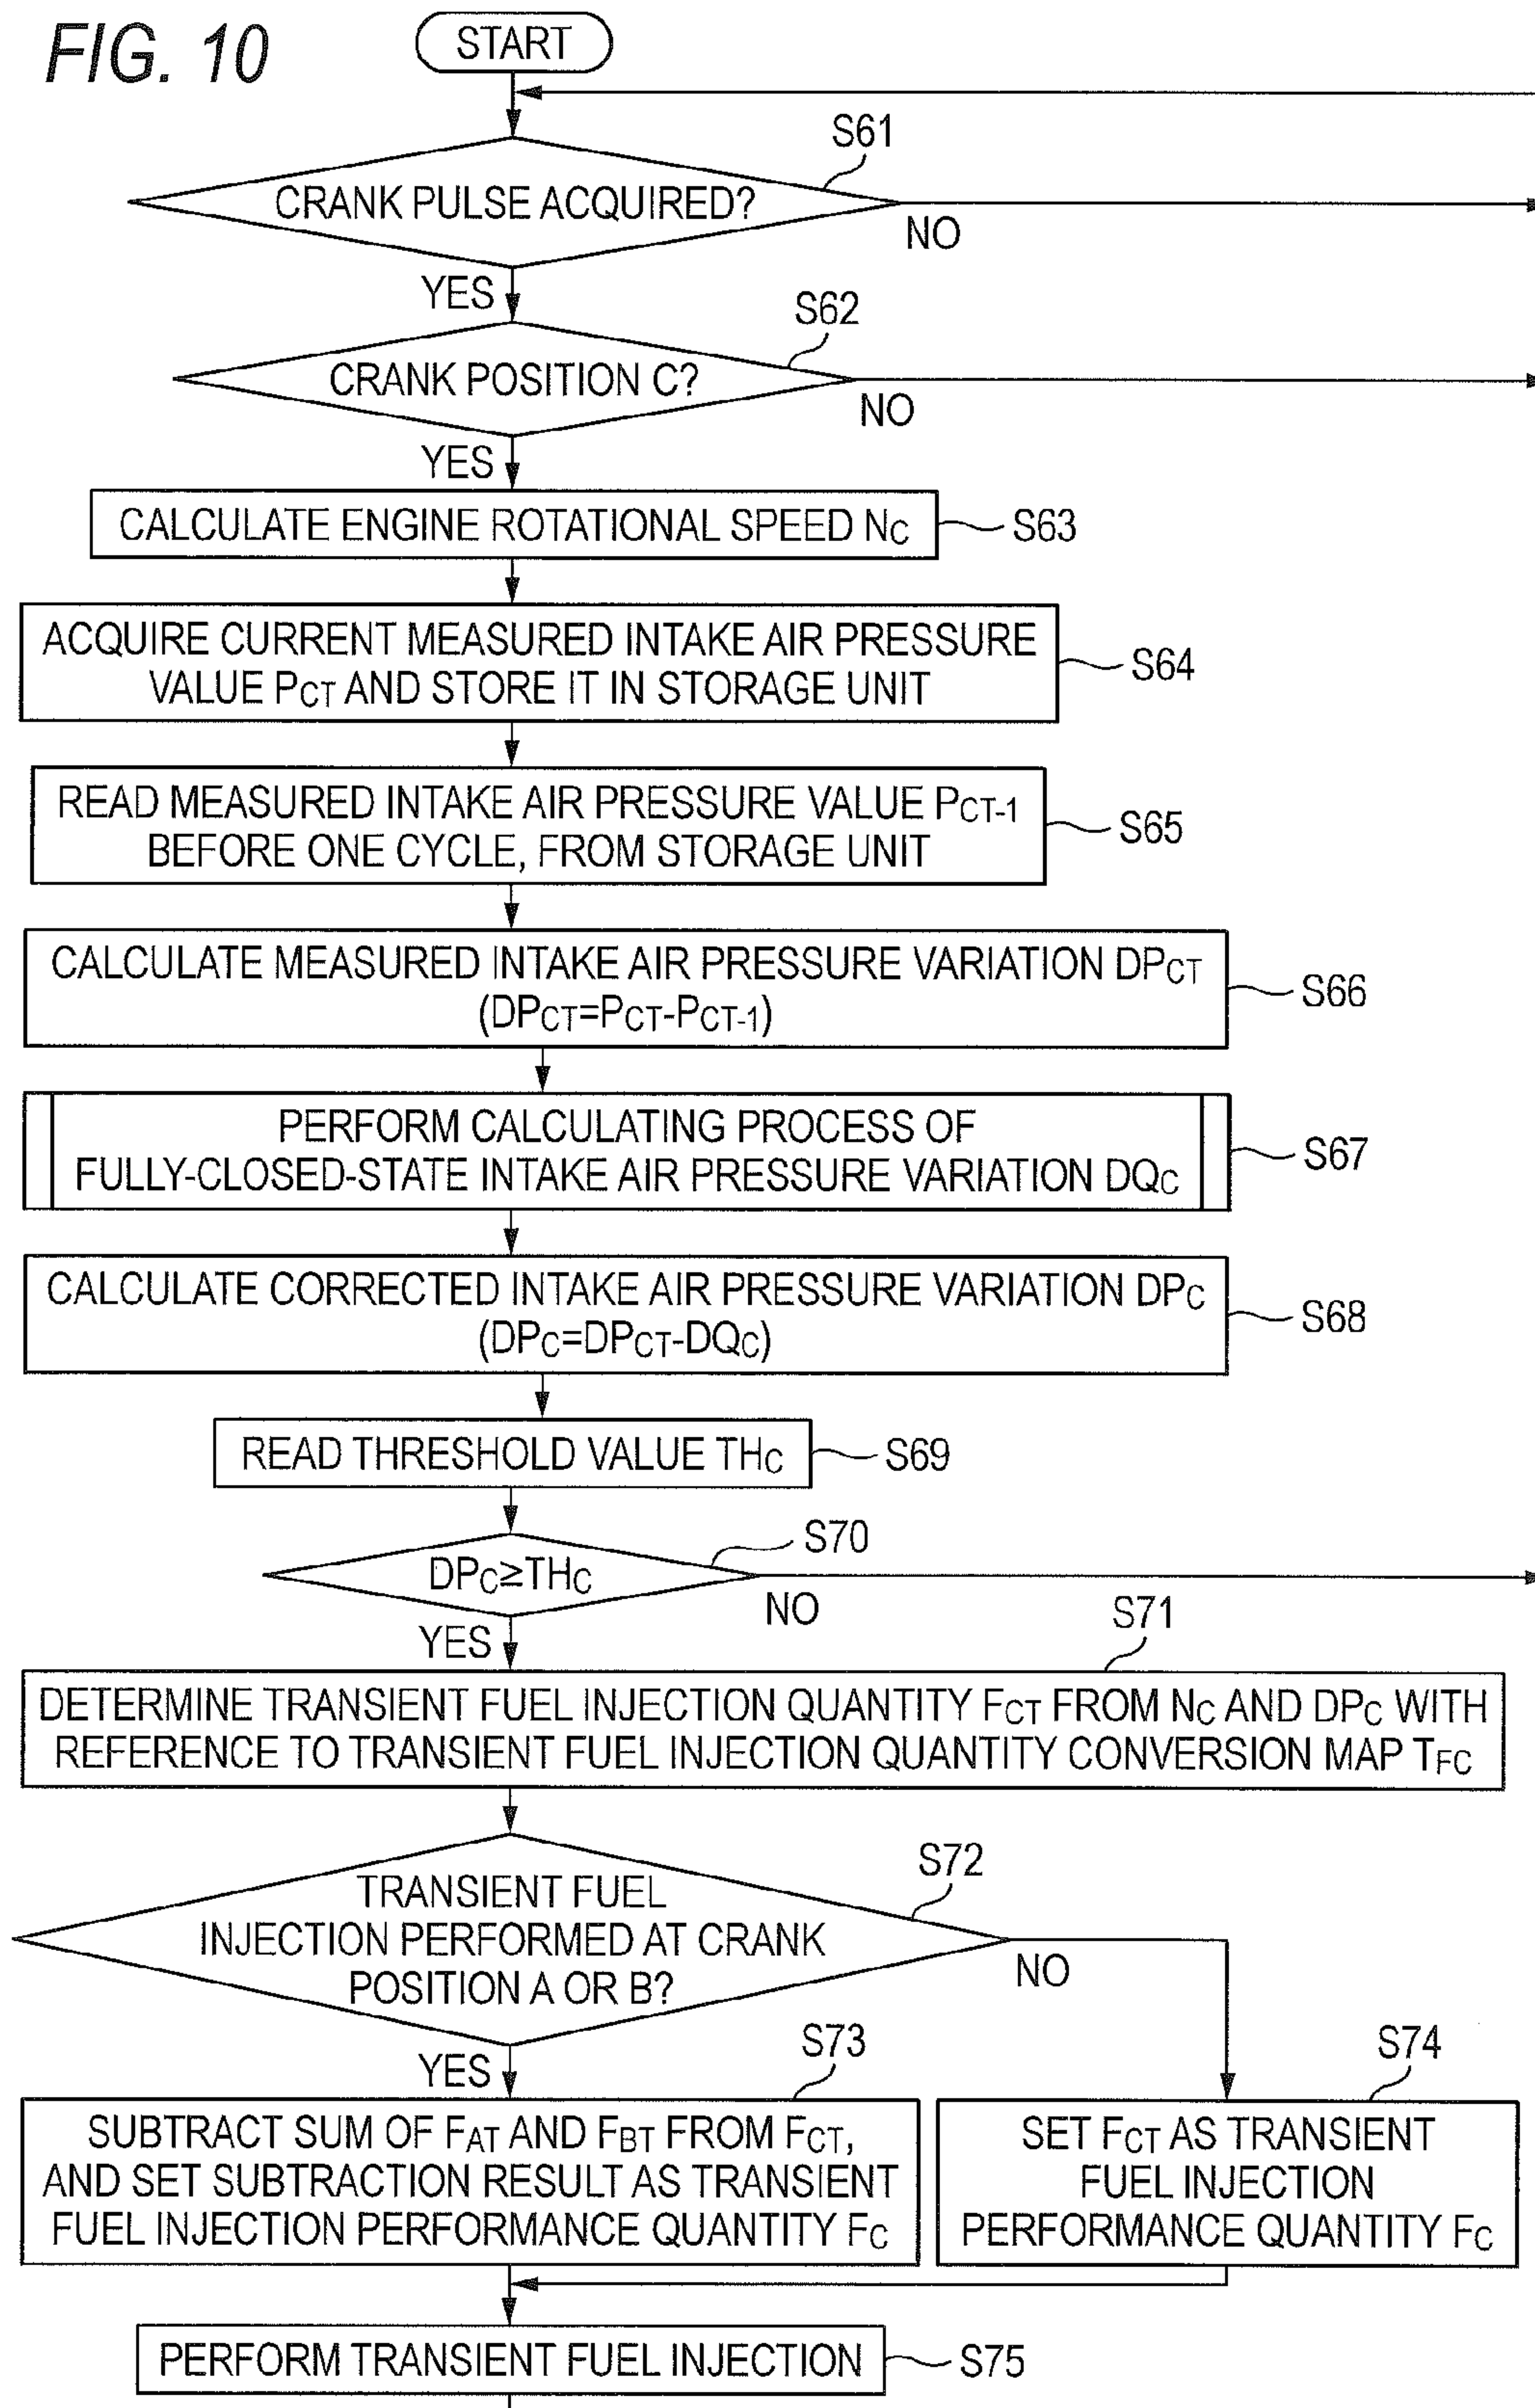 FIG. 10
START
S61
CRANK PULSE ACQUIRED?
NO
YES
S62
CRANK POSITION C?
NO
YES
CALCULATE ENGINE ROTATIONAL SPEED NC
S63
ACQUIRE CURRENT MEASURED INTAKE AIR PRESSURE
VALUE PCT AND STORE IT IN STORAGE UNIT
S64
READ MEASURED INTAKE AIR PRESSURE VALUE PCT-1
BEFORE ONE CYCLE, FROM STORAGE UNIT
S65
CALCULATE MEASURED INTAKE AIR PRESSURE VARIATION DPCT
(DPCT=PCT-PCT-1)
S66
PERFORM CALCULATING PROCESS OF
FULLY-CLOSED-STATE INTAKE AIR PRESSURE VARIATION DQC
S67
CALCULATE CORRECTED INTAKE AIR PRESSURE VARIATION DPC
(DPC=DPCT-DQC)
S68
READ THRESHOLD VALUE THC
S69
S70
DPC≥THC
NO
YES
S71
DETERMINE TRANSIENT FUEL INJECTION QUANTITY FCT FROM NC AND DPC WITH
REFERENCE TO TRANSIENT FUEL INJECTION QUANTITY CONVERSION MAP TFC
S72
TRANSIENT FUEL
INJECTION PERFORMED AT CRANK
POSITION A OR B?
NO
YES
S73
SUBTRACT SUM OF FAT AND FBT FROM FCT,
AND SET SUBTRACTION RESULT AS TRANSIENT
FUEL INJECTION PERFORMANCE QUANTITY FC
S74
SET FCT AS TRANSIENT
FUEL INJECTION
PERFORMANCE QUANTITY FC
PERFORM TRANSIENT FUEL INJECTION
S75